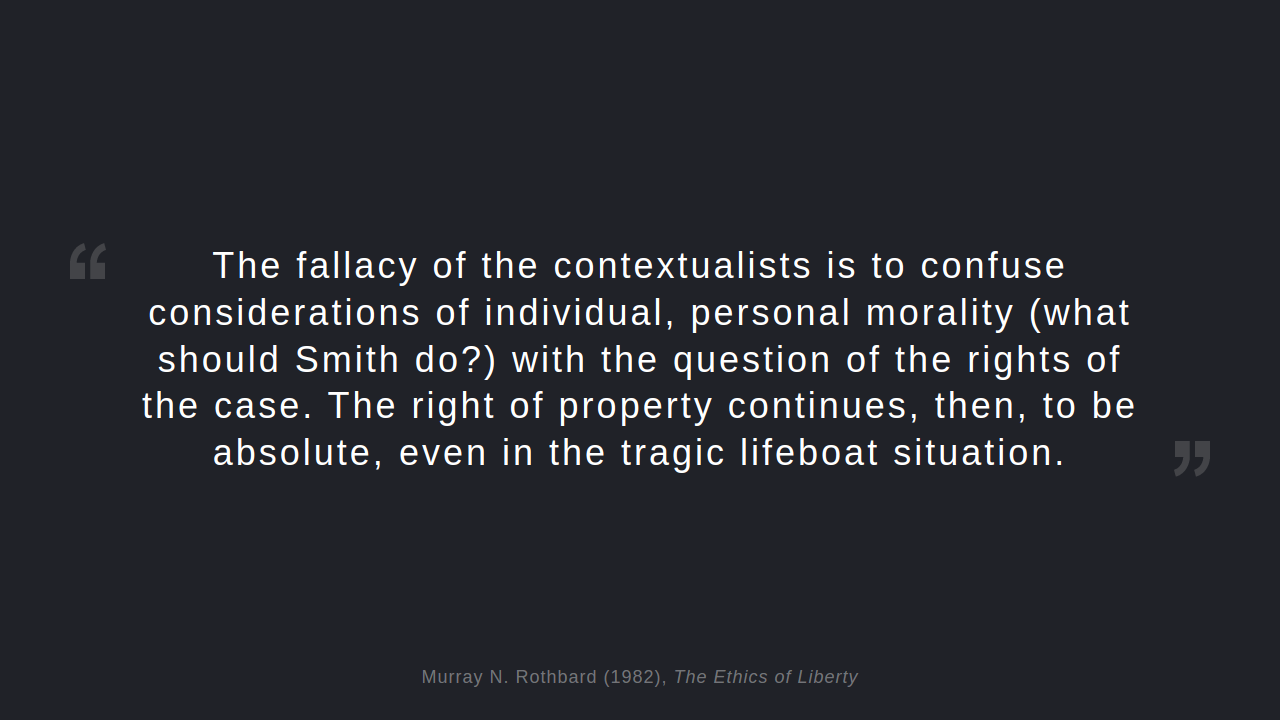 “
The fallacy of the contextualists is to confuse
considerations of individual, personal morality (what
should Smith do?) with the question of the rights of
the case. The right of property continues, then, to be
absolute, even in the tragic lifeboat situation.
”
Murray N. Rothbard (1982), The Ethics of Liberty